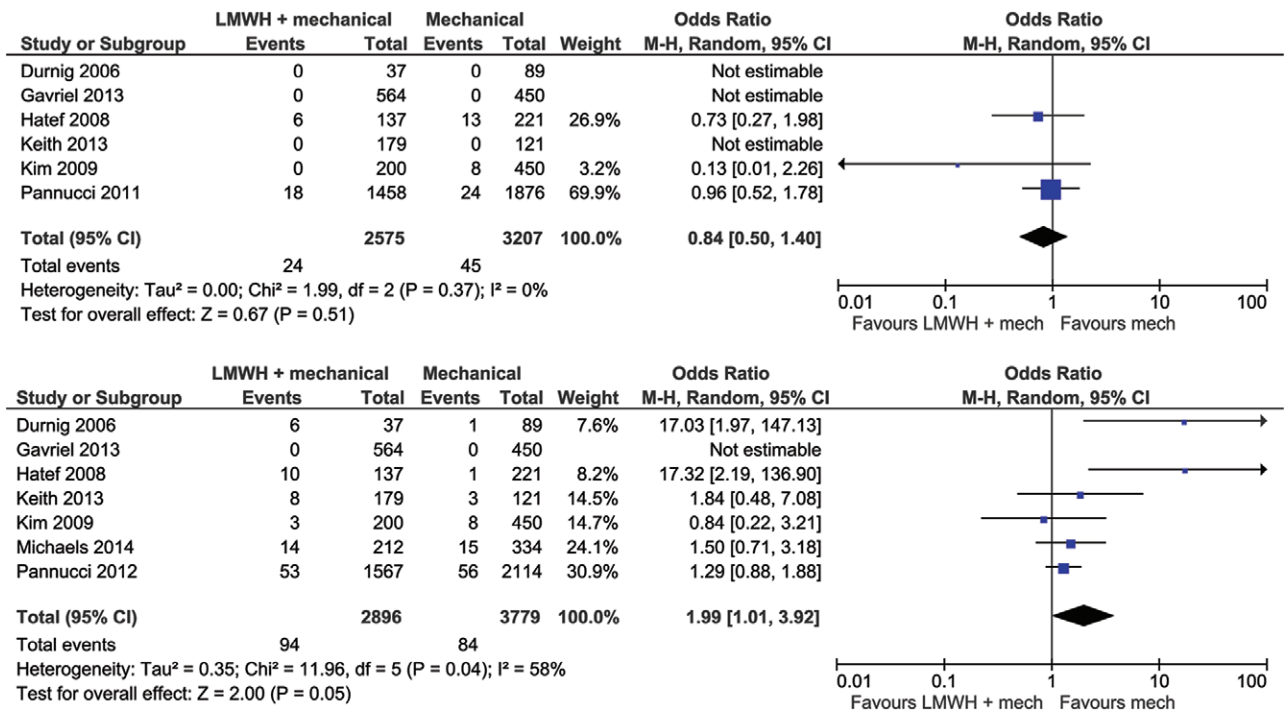 LMWH + mechanical Mechanical Odds Ratio Odds Ratio
Study or Subgroup Events Total Events Total Weight M-H, Random, 95% CI M-H, Random, 95% CI
Durnig 2006 0 37 0 89 Not estimable
Gavriel 2013 0 564 0 450 Not estimable
Hatef 2008 6 137 13 221 26.9% 0.73 [0.27, 1.98]
Keith 2013 0 179 0 121 Not estimable
Kim 2009 0 200 8 450 3.2% 0.13 [0.01, 2.26]
Pannucci 2011 18 1458 24 1876 69.9% 0.96 [0.52, 1.78]
Total (95% CI) 2575 3207 100.0% 0.84 [0.50, 1.40]
Total events 24 45
Heterogeneity: Tau² = 0.00; Chi² = 1.99, df = 2 (P = 0.37); I² = 0%
Test for overall effect: Z = 0.67 (P = 0.51)
0.01 0.1 1 10 100
Favours LMWH + mech Favours mech
LMWH + mechanical Mechanical Odds Ratio Odds Ratio
Study or Subgroup Events Total Events Total Weight M-H, Random, 95% CI M-H, Random, 95% CI
Durnig 2006 6 37 1 89 7.6% 17.03 [1.97, 147.13]
Gavriel 2013 0 564 0 450 Not estimable
Hatef 2008 10 137 1 221 8.2% 17.32 [2.19, 136.90]
Keith 2013 8 179 3 121 14.5% 1.84 [0.48, 7.08]
Kim 2009 3 200 8 450 14.7% 0.84 [0.22, 3.21]
Michaels 2014 14 212 15 334 24.1% 1.50 [0.71, 3.18]
Pannucci 2012 53 1567 56 2114 30.9% 1.29 [0.88, 1.88]
Total (95% CI) 2896 3779 100.0% 1.99 [1.01, 3.92]
Total events 94 84
Heterogeneity: Tau² = 0.35; Chi² = 11.96, df = 5 (P = 0.04); I² = 58%
Test for overall effect: Z = 2.00 (P = 0.05)
0.01 0.1 1 10 100
Favours LMWH + mech Favours mech